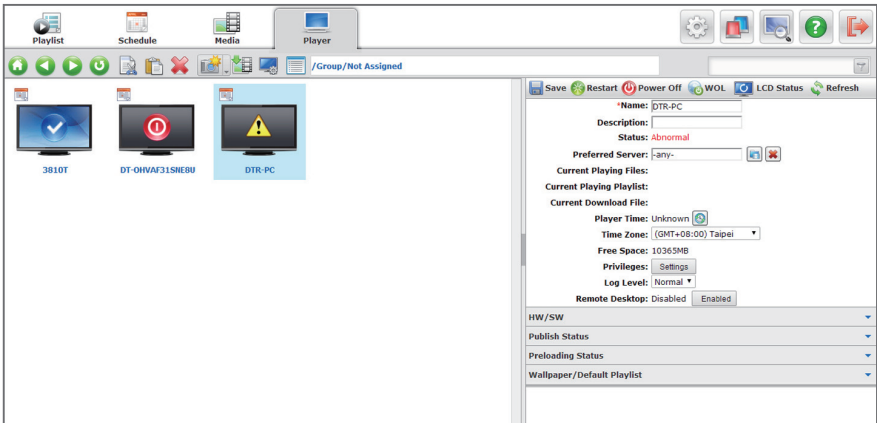 Playlist Schedule Media Player
/Group/Not Assigned
Save Restart Power Off WOL LCD Status Refresh
3810T DT-OHVAF31SNE8U DTR-PC
*Name: DTR-PC
Description:
Status: Abnormal
Preferred Server: -any-
Current Playing Files:
Current Playing Playlist:
Current Download File:
Player Time: Unknown
Time Zone: (GMT+08:00) Taipei
Free Space: 10365MB
Privileges: Settings
Log Level: Normal
Remote Desktop: Disabled Enabled
HW/SW
Publish Status
Preloading Status
Wallpaper/Default Playlist